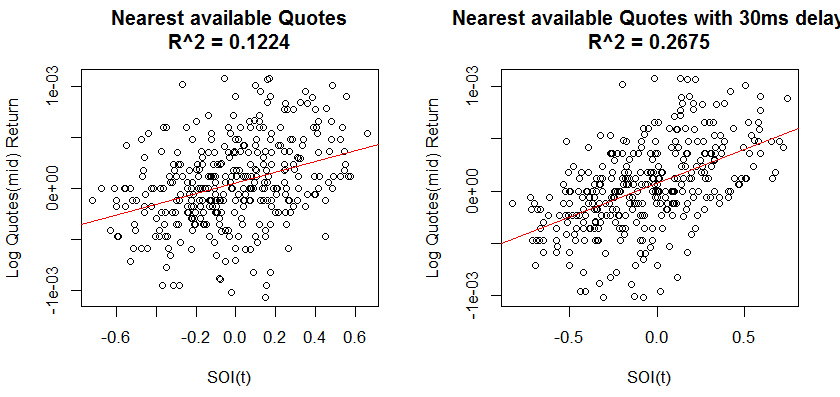 Nearest available Quotes
R^2 = 0.1224
Log Quotes(mid) Return
1e-03
0e+00
-1e-03
-0.6
-0.4
-0.2
0.0
0.2
0.4
0.6
SOI(t)
Nearest available Quotes with 30ms delay
R^2 = 0.2675
Log Quotes(mid) Return
1e-03
0e+00
-1e-03
-0.5
0.0
0.5
SOI(t)